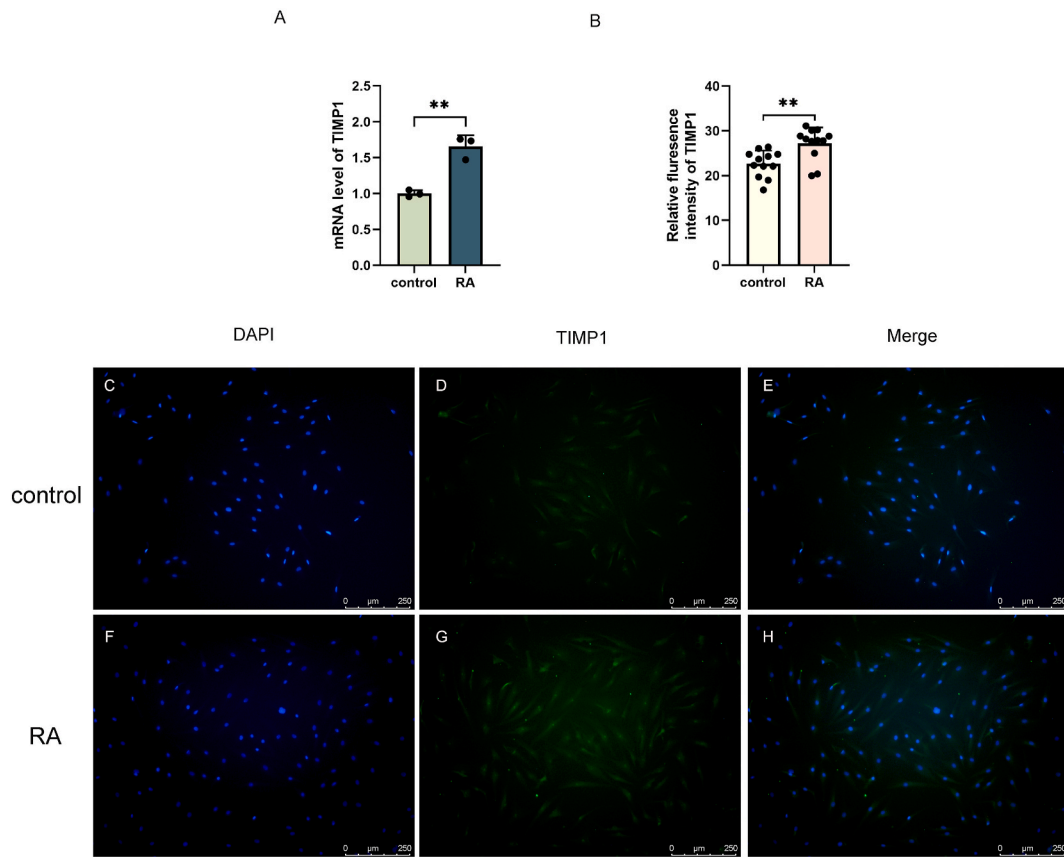 A
B
mRNA level of TIMP1
2.5
2.0
1.5
1.0
0.5
0.0
**
control
RA
Relative fluresence
intensity of TIMP1
40
30
20
10
0
**
control
RA
DAPI
TIMP1
Merge
control
C
0 µm 250
D
0 µm 250
E
0 µm 250
RA
F
0 µm 250
G
0 µm 250
H
0 µm 250